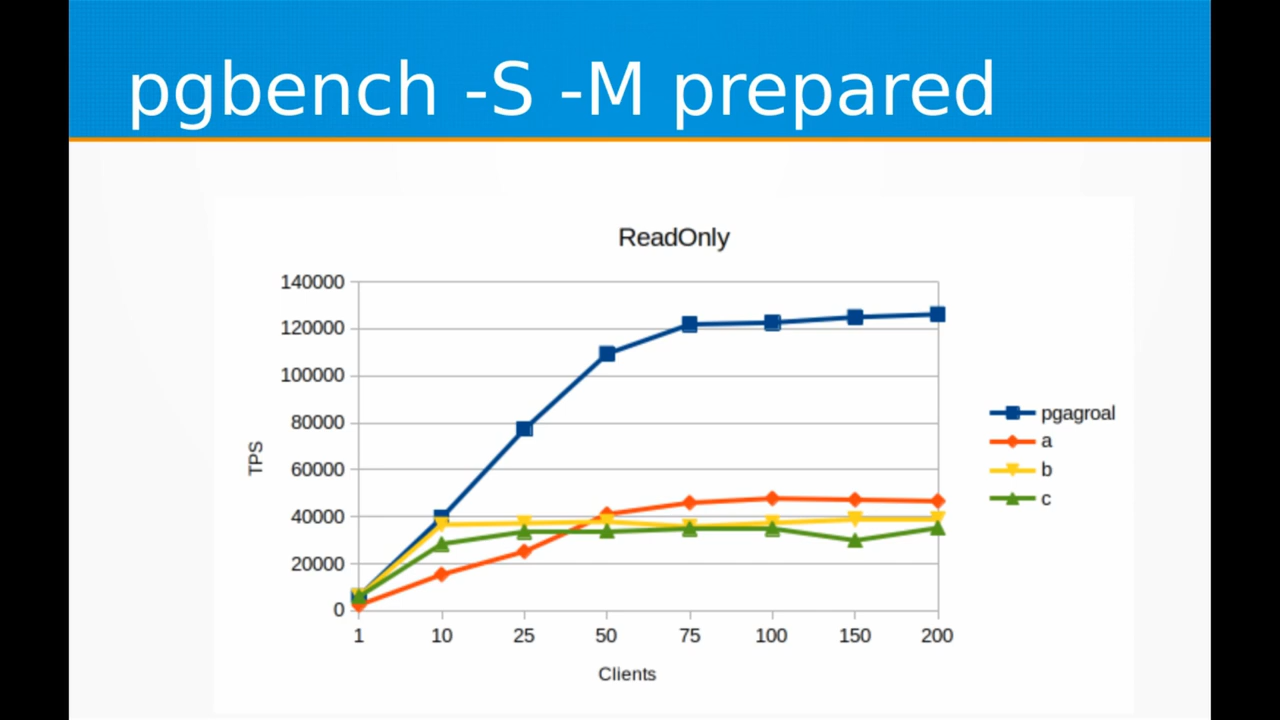 pgbench -S -M prepared
ReadOnly
140000
120000
100000
80000
60000
40000
20000
0
TPS
1 10 25 50 75 100 150 200
Clients
pgagroal
a
b
c